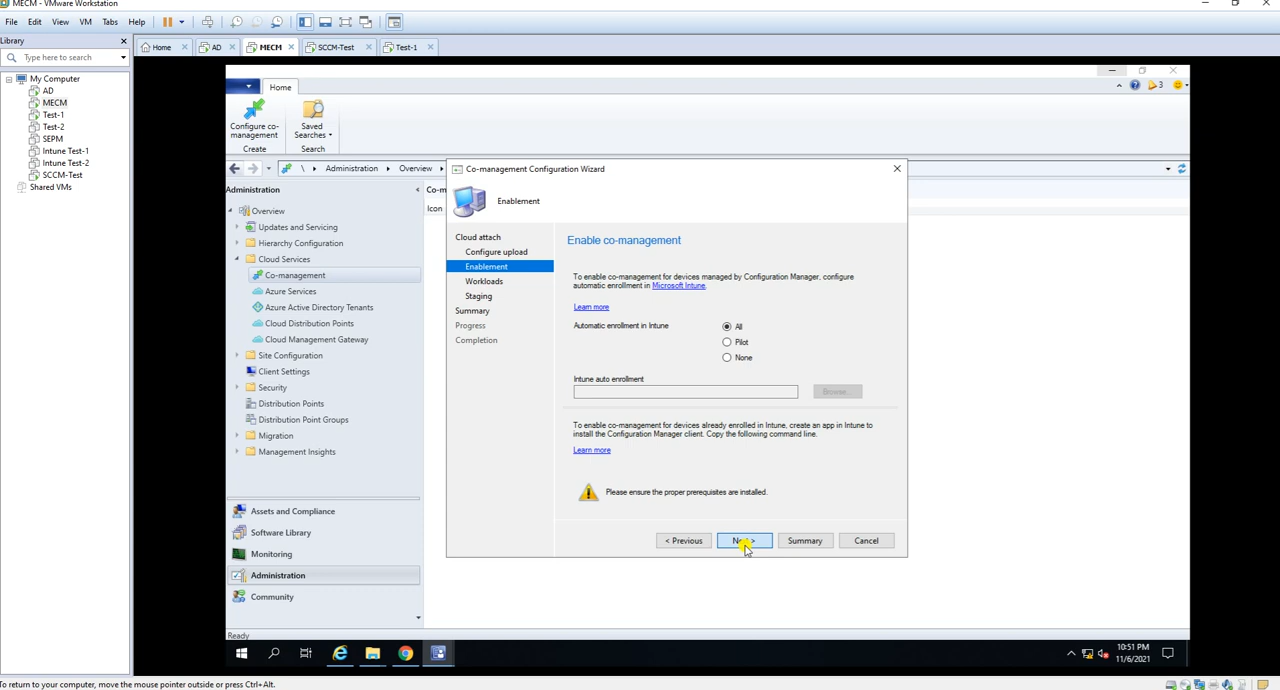 MECM - VMware Workstation
File Edit View VM Tabs Help
Library
Type here to search
My Computer
AD
MECM
Test-1
Test-2
SEPM
Intune Test-1
Intune Test-2
SCCM-Test
Shared VMs
Home AD MECM SCCM-Test Test-1
Home
3
Configure co-
management
Create
Saved
Searches
Search
\ Administration Overview
Administration
Overview
Updates and Servicing
Hierarchy Configuration
Cloud Services
Co-management
Azure Services
Azure Active Directory Tenants
Cloud Distribution Points
Cloud Management Gateway
Site Configuration
Client Settings
Security
Distribution Points
Distribution Point Groups
Migration
Management Insights
Assets and Compliance
Software Library
Monitoring
Administration
Community
Ready
Co-m
Icon
Co-management Configuration Wizard
Enablement
Cloud attach
Configure upload
Enablement
Workloads
Staging
Summary
Progress
Completion
Enable co-management
To enable co-management for devices managed by Configuration Manager, configure
automatic enrollment in Microsoft Intune.
Learn more
Automatic enrollment in Intune
All
Pilot
None
Intune auto enrollment
Browse...
To enable co-management for devices already enrolled in Intune, create an app in Intune to
install the Configuration Manager client. Copy the following command line.
Learn more
Please ensure the proper prerequisites are installed.
< Previous Summary Cancel
10:51 PM
11/6/2021
To return to your computer, move the mouse pointer outside or press Ctrl+Alt.